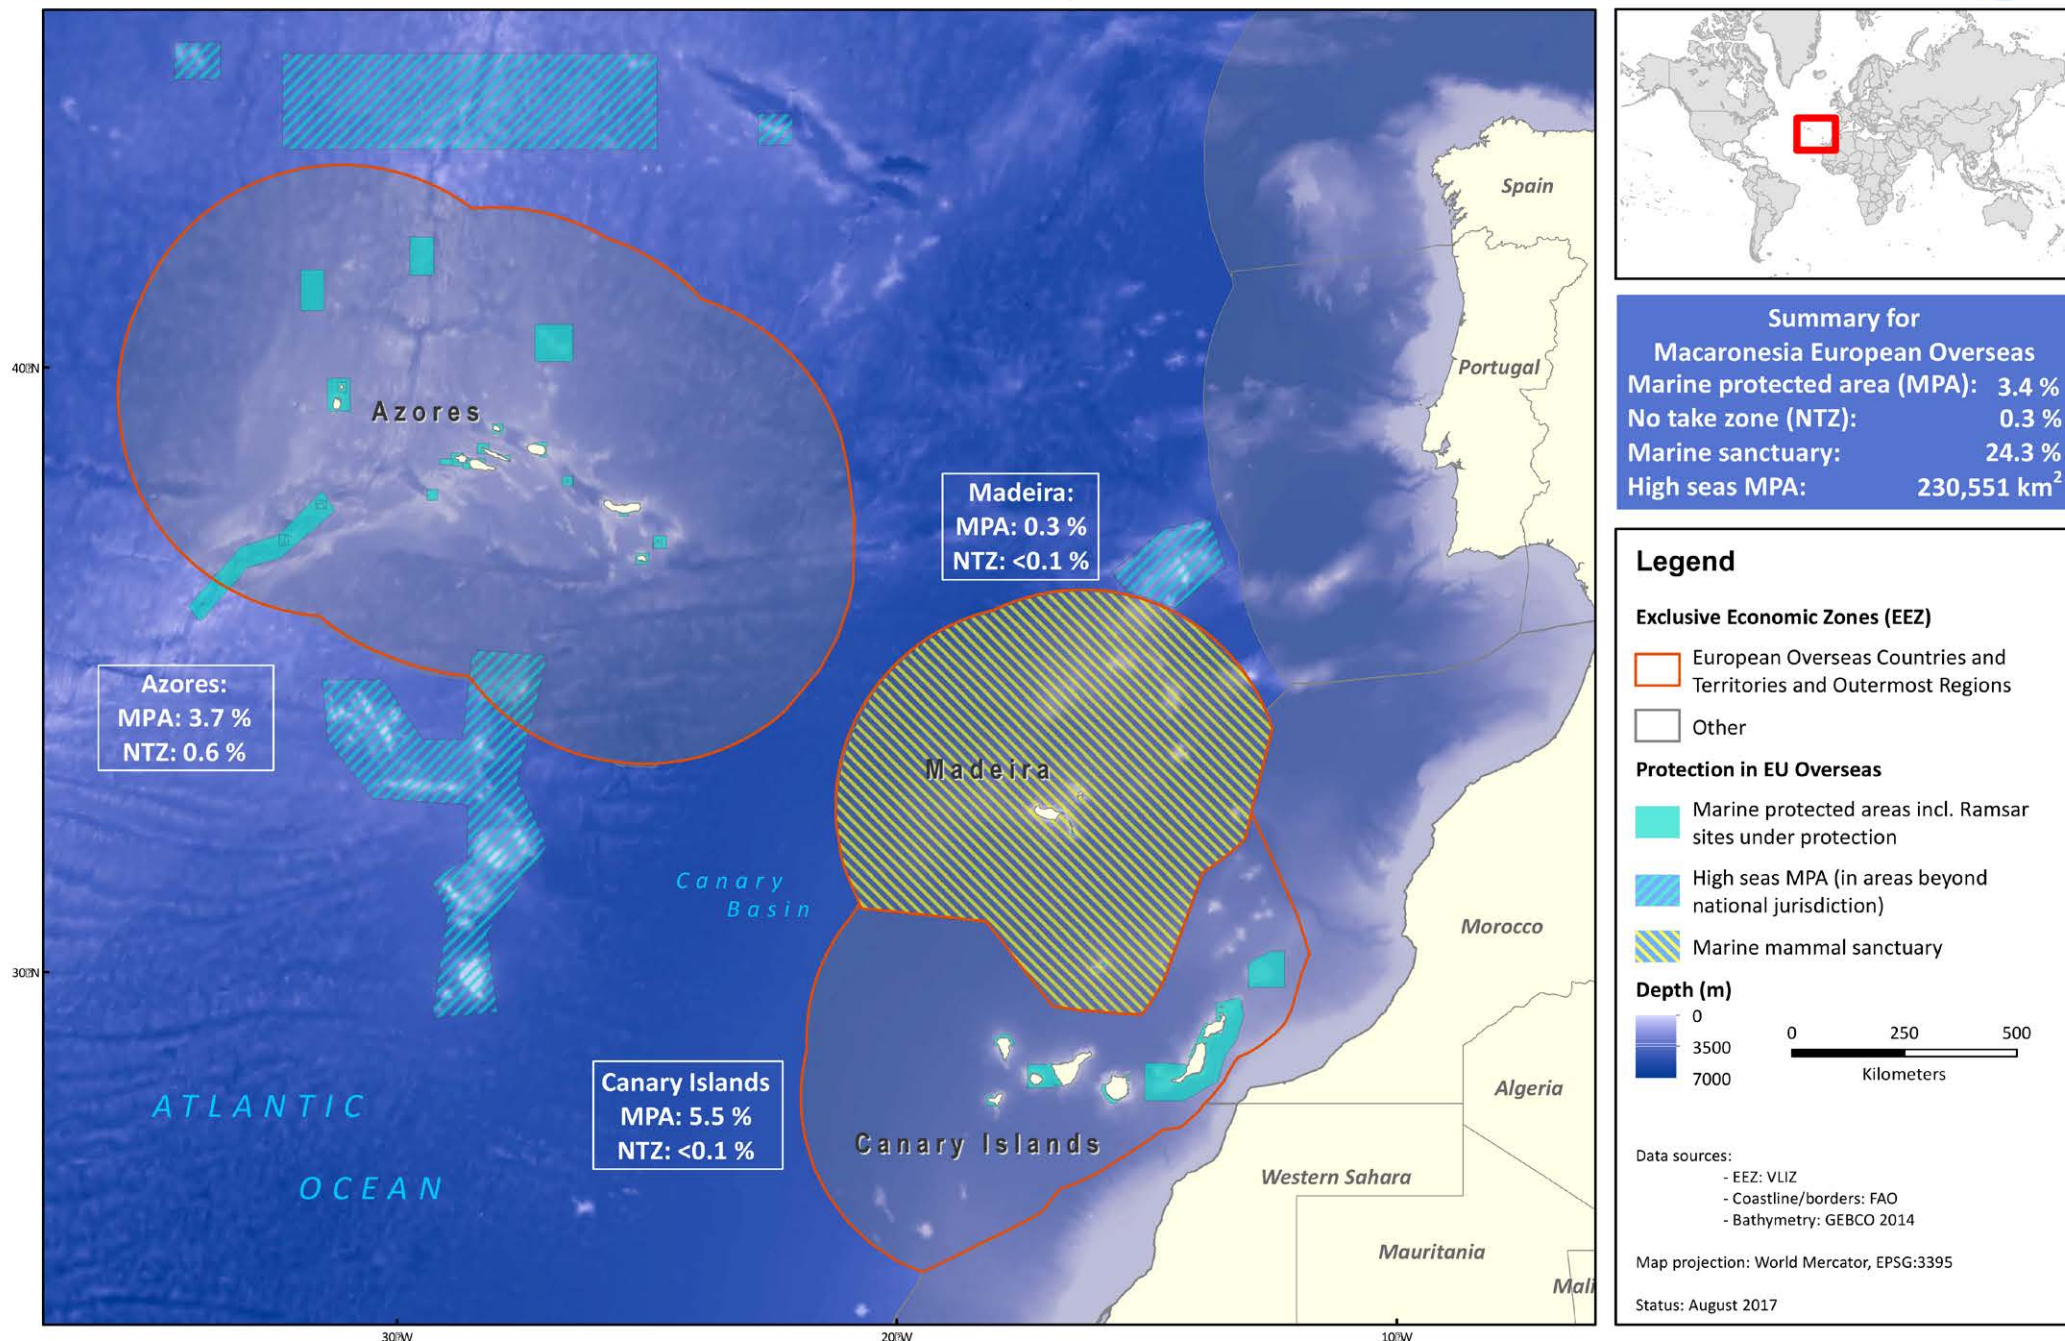 Spain
Portugal
40°N
Azores
Madeira:
MPA: 0.3 %
NTZ: <0.1 %
Azores:
MPA: 3.7 %
NTZ: 0.6 %
Madeira
Canary
Basin
Morocco
30°N
Canary Islands
MPA: 5.5 %
NTZ: <0.1 %
Algeria
ATLANTIC
OCEAN
Canary Islands
Western Sahara
Mauritania
Mali
30°W
20°W
10°W
Summary for
Macaronesia European Overseas
Marine protected area (MPA): 3.4 %
No take zone (NTZ): 0.3 %
Marine sanctuary: 24.3 %
High seas MPA: 230,551 km²
Legend
Exclusive Economic Zones (EEZ)
European Overseas Countries and
Territories and Outermost Regions
Other
Protection in EU Overseas
Marine protected areas incl. Ramsar
sites under protection
High seas MPA (in areas beyond
national jurisdiction)
Marine mammal sanctuary
Depth (m)
0
3500
7000
0 250 500
Kilometers
Data sources:
- EEZ: VLIZ
- Coastline/borders: FAO
- Bathymetry: GEBCO 2014
Map projection: World Mercator, EPSG:3395
Status: August 2017